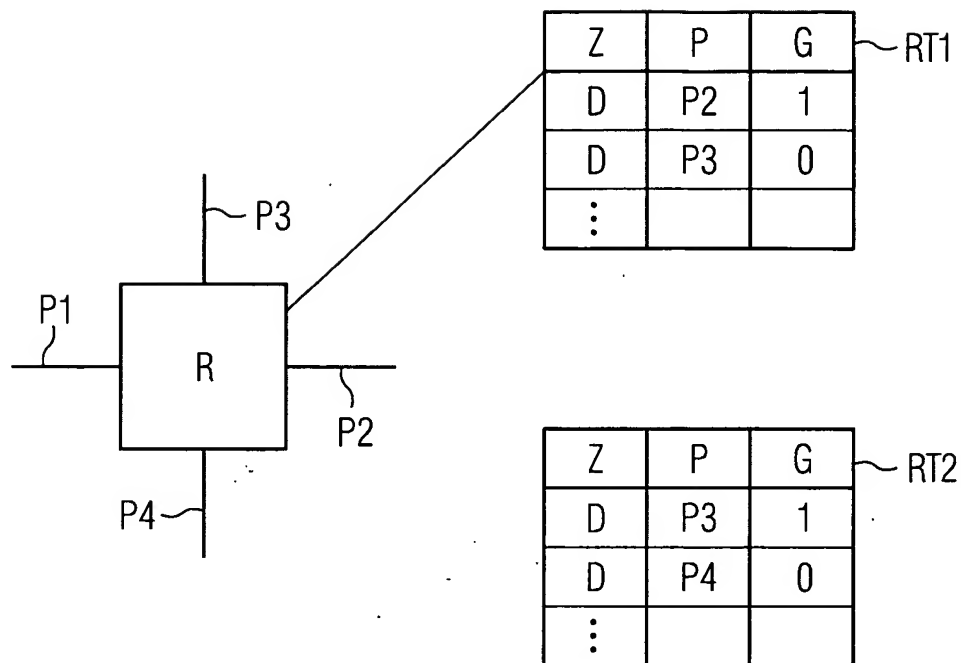 Z P G
RT1
D P2 1
D P3 0
⋮
P3
P1
R
P2
P4
Z P G
RT2
D P3 1
D P4 0
⋮